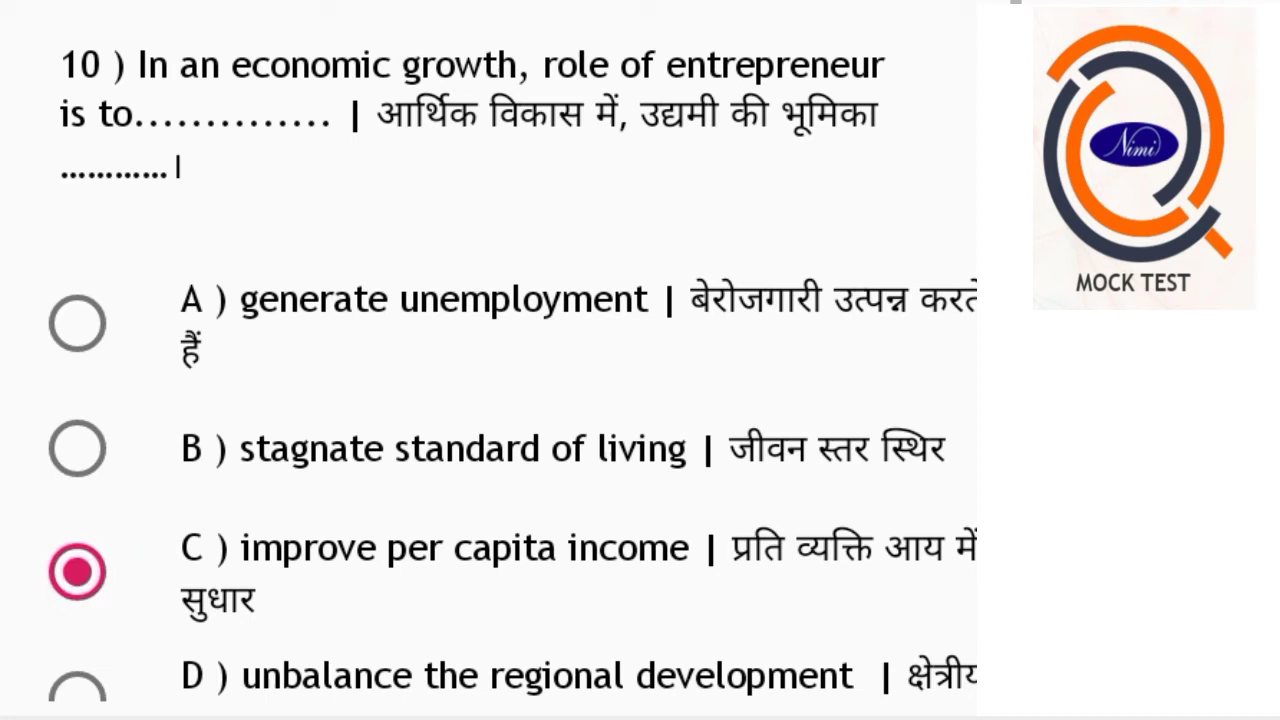 10 ) In an economic growth, role of entrepreneur
is to.............. | आर्थिक विकास में, उद्यमी की भूमिका
............।
A ) generate unemployment | बेरोजगारी उत्पन्न करते
हैं
B ) stagnate standard of living | जीवन स्तर स्थिर
C ) improve per capita income | प्रति व्यक्ति आय में
सुधार
D ) unbalance the regional development | क्षेत्रीय
Nimi
MOCK TEST